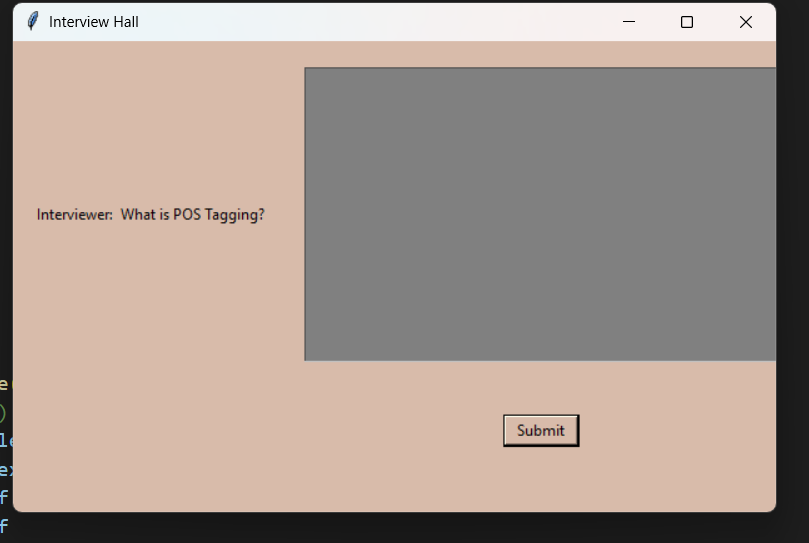 Interview Hall
Interviewer:  What is POS Tagging?
Submit